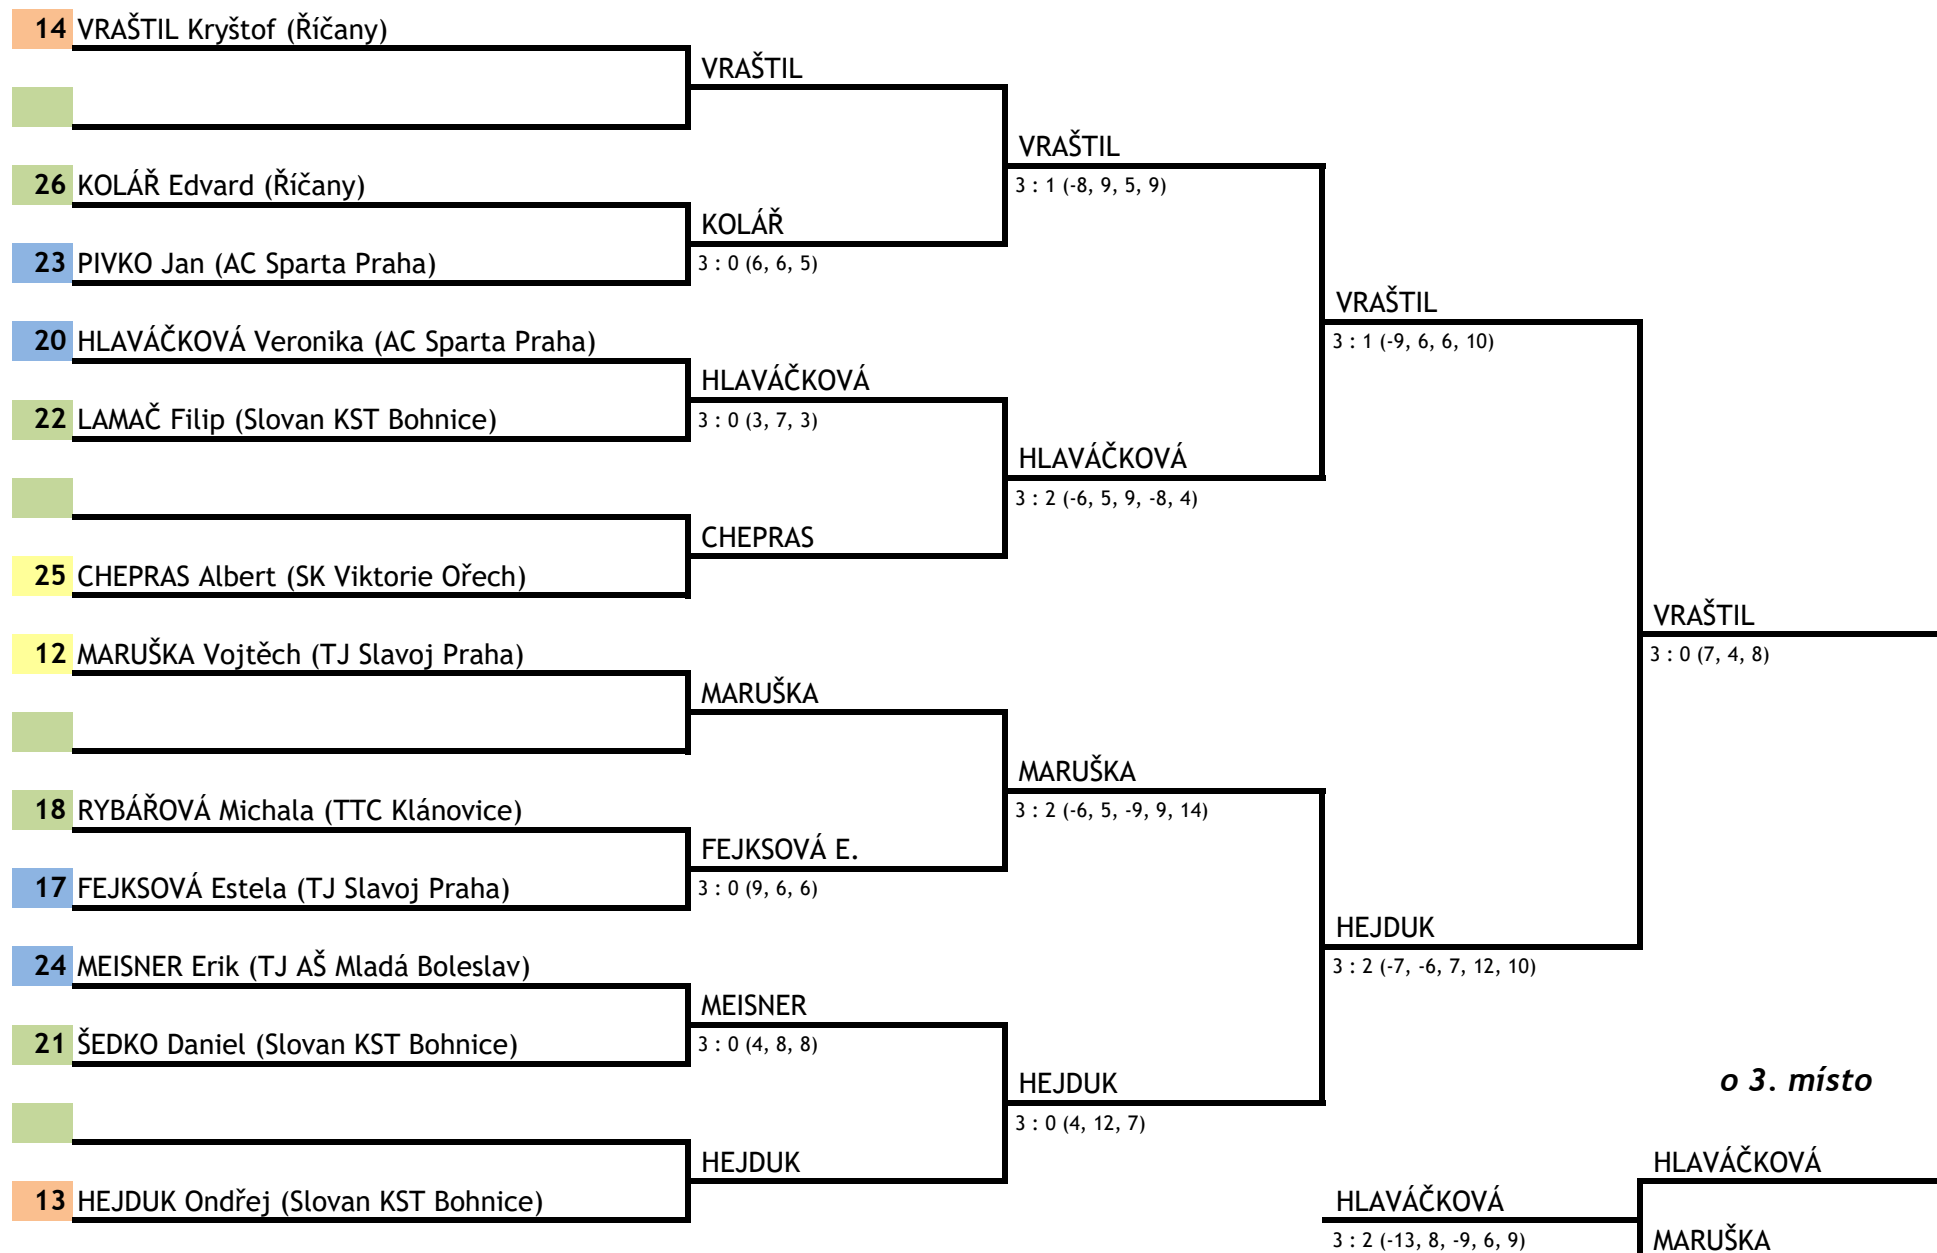 14 VRAŠTIL Kryštof (Říčany)
VRAŠTIL
VRAŠTIL
26 KOLÁŘ Edvard (Říčany)
3 : 1 (-8, 9, 5, 9)
KOLÁŘ
23 PIVKO Jan (AC Sparta Praha)
3 : 0 (6, 6, 5)
VRAŠTIL
20 HLAVÁČKOVÁ Veronika (AC Sparta Praha)
3 : 1 (-9, 6, 6, 10)
HLAVÁČKOVÁ
22 LAMAČ Filip (Slovan KST Bohnice)
3 : 0 (3, 7, 3)
HLAVÁČKOVÁ
3 : 2 (-6, 5, 9, -8, 4)
CHEPRAS
25 CHEPRAS Albert (SK Viktorie Ořech)
VRAŠTIL
12 MARUŠKA Vojtěch (TJ Slavoj Praha)
3 : 0 (7, 4, 8)
MARUŠKA
MARUŠKA
18 RYBÁŘOVÁ Michala (TTC Klánovice)
3 : 2 (-6, 5, -9, 9, 14)
FEJKSOVÁ E.
17 FEJKSOVÁ Estela (TJ Slavoj Praha)
3 : 0 (9, 6, 6)
HEJDUK
24 MEISNER Erik (TJ AŠ Mladá Boleslav)
3 : 2 (-7, -6, 7, 12, 10)
MEISNER
21 ŠEDKO Daniel (Slovan KST Bohnice)
3 : 0 (4, 8, 8)
HEJDUK
o 3. místo
3 : 0 (4, 12, 7)
HEJDUK
HLAVÁČKOVÁ
13 HEJDUK Ondřej (Slovan KST Bohnice)
HLAVÁČKOVÁ
3 : 2 (-13, 8, -9, 6, 9)
MARUŠKA